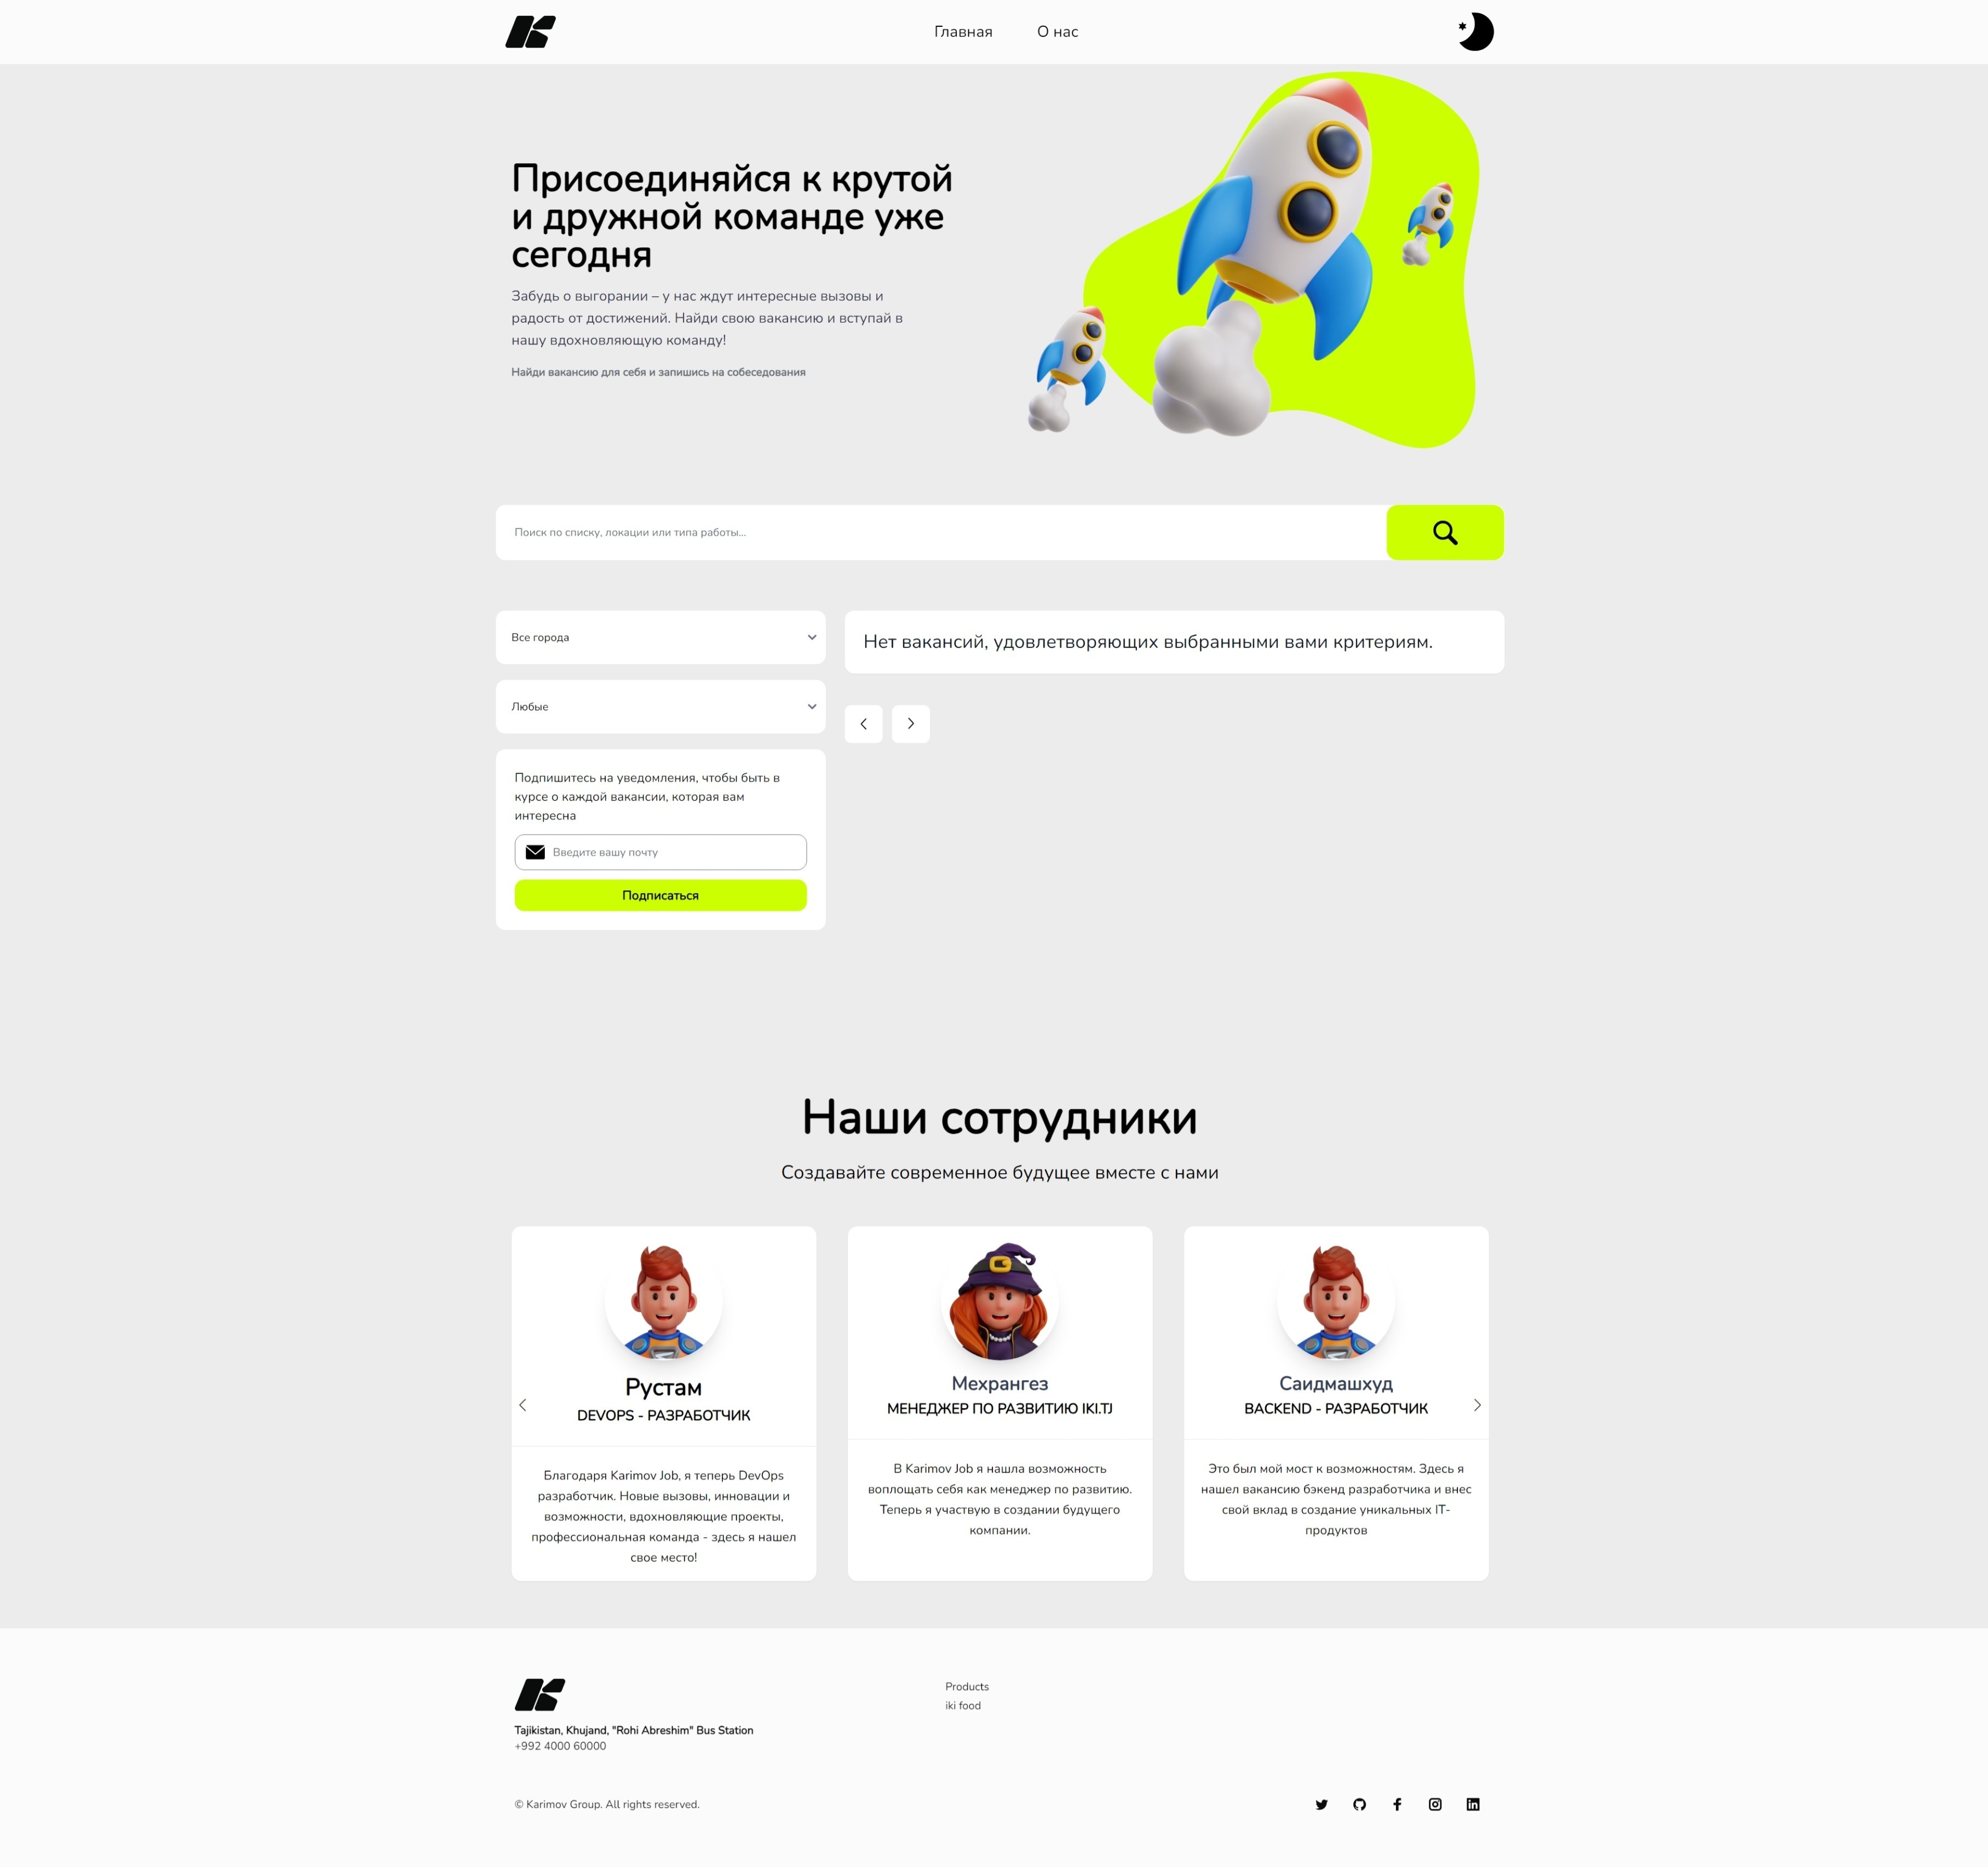 Главная
О нас
Присоединяйся к крутой
и дружной команде уже
сегодня
Забудь о выгорании – у нас ждут интересные вызовы и
радость от достижений. Найди свою вакансию и вступай в
нашу вдохновляющую команду!
Найди вакансию для себя и запишись на собеседования
Поиск по списку, локации или типа работы...
Все города
Любые
Подпишитесь на уведомления, чтобы быть в
курсе о каждой вакансии, которая вам
интересна
Введите вашу почту
Подписаться
Нет вакансий, удовлетворяющих выбранными вами критериям.
Наши сотрудники
Создавайте современное будущее вместе с нами
Рустам
DEVOPS - РАЗРАБОТЧИК
Благодаря Karimov Job, я теперь DevOps
разработчик. Новые вызовы, инновации и
возможности, вдохновляющие проекты,
профессиональная команда - здесь я нашел
свое место!
Мехрангез
МЕНЕДЖЕР ПО РАЗВИТИЮ IKI.TJ
В Karimov Job я нашла возможность
воплощать себя как менеджер по развитию.
Теперь я участвую в создании будущего
компании.
Саидмашхуд
BACKEND - РАЗРАБОТЧИК
Это был мой мост к возможностям. Здесь я
нашел вакансию бэкенд разработчика и внес
свой вклад в создание уникальных IT-
продуктов
Tajikistan, Khujand, "Rohi Abreshim" Bus Station
+992 4000 60000
Products
iki food
© Karimov Group. All rights reserved.